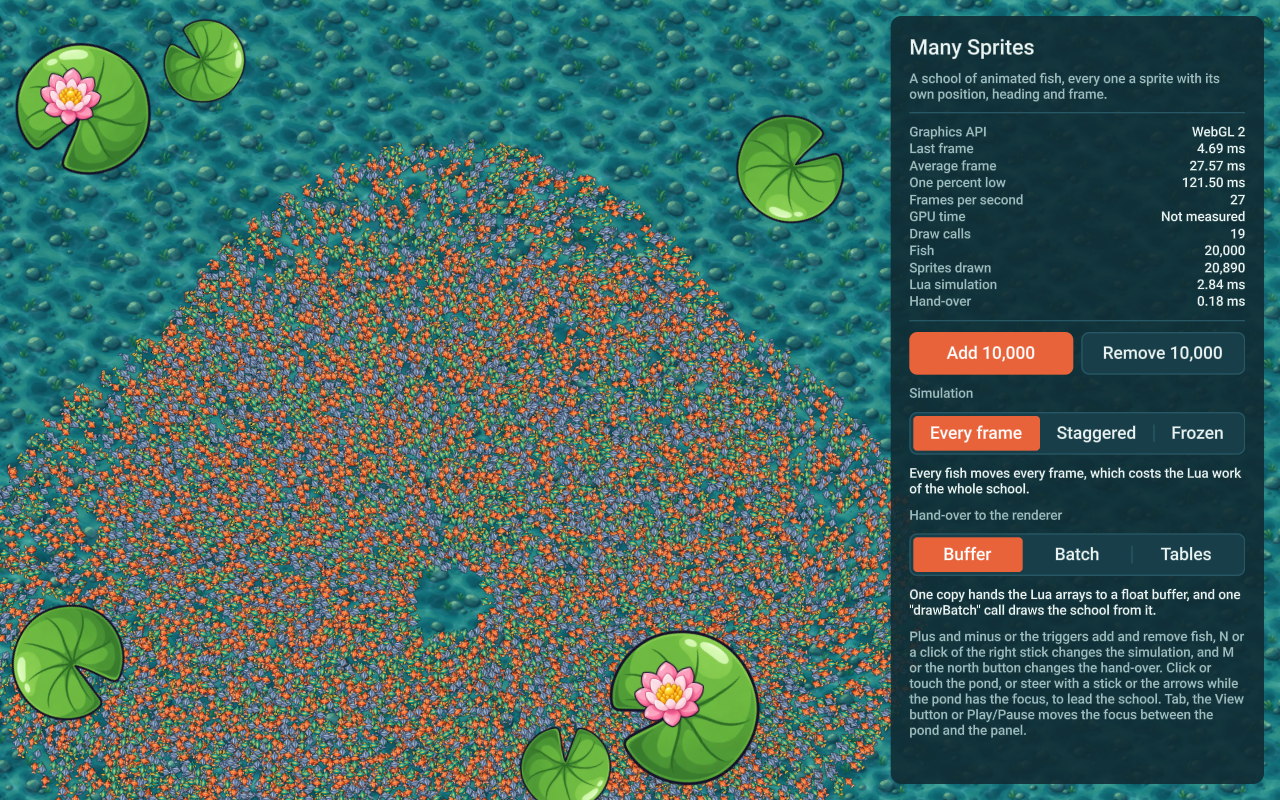 Many Sprites
A school of animated fish, every one a sprite with its
own position, heading and frame.
Graphics API WebGL 2
Last frame 4.69 ms
Average frame 27.57 ms
One percent low 121.50 ms
Frames per second 27
GPU time Not measured
Draw calls 19
Fish 20,000
Sprites drawn 20,890
Lua simulation 2.84 ms
Hand-over 0.18 ms
Add 10,000 Remove 10,000
Simulation
Every frame Staggered Frozen
Every fish moves every frame, which costs the Lua work
of the whole school.
Hand-over to the renderer
Buffer Batch Tables
One copy hands the Lua arrays to a float buffer, and one
"drawBatch" call draws the school from it.
Plus and minus or the triggers add and remove fish, N or
a click of the right stick changes the simulation, and M
or the north button changes the hand-over. Click or
touch the pond, or steer with a stick or the arrows while
the pond has the focus, to lead the school. Tab, the View
button or Play/Pause moves the focus between the
pond and the panel.